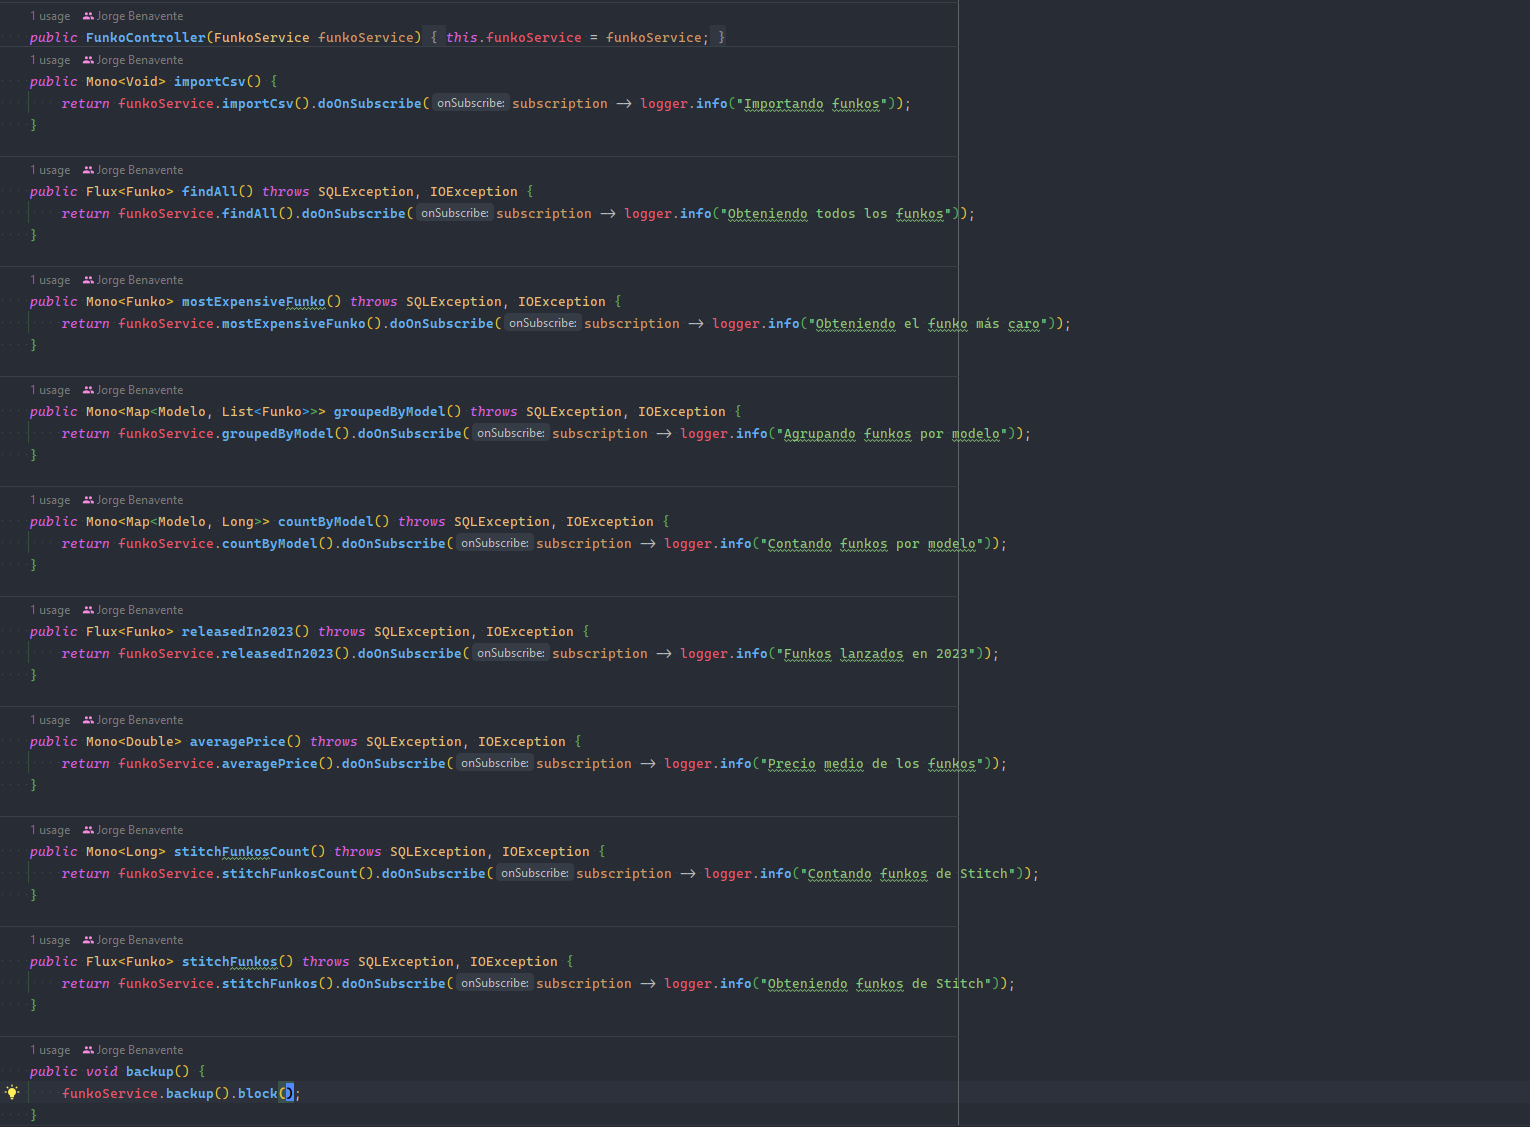 1 usage Jorge Benavente
public FunkoController(FunkoService funkoService) { this.funkoService = funkoService; }
1 usage Jorge Benavente
public Mono<Void> importCsv() {
return funkoService.importCsv().doOnSubscribe( onSubscribe: subscription -> logger.info("Importando funkos"));
}
1 usage Jorge Benavente
public Flux<Funko> findAll() throws SQLException, IOException {
return funkoService.findAll().doOnSubscribe( onSubscribe: subscription -> logger.info("Obteniendo todos los funkos"));
}
1 usage Jorge Benavente
public Mono<Funko> mostExpensiveFunko() throws SQLException, IOException {
return funkoService.mostExpensiveFunko().doOnSubscribe( onSubscribe: subscription -> logger.info("Obteniendo el funko más caro"));
}
1 usage Jorge Benavente
public Mono<Map<Modelo, List<Funko>>> groupedByModel() throws SQLException, IOException {
return funkoService.groupedByModel().doOnSubscribe( onSubscribe: subscription -> logger.info("Agrupando funkos por modelo"));
}
1 usage Jorge Benavente
public Mono<Map<Modelo, Long>> countByModel() throws SQLException, IOException {
return funkoService.countByModel().doOnSubscribe( onSubscribe: subscription -> logger.info("Contando funkos por modelo"));
}
1 usage Jorge Benavente
public Flux<Funko> releasedIn2023() throws SQLException, IOException {
return funkoService.releasedIn2023().doOnSubscribe( onSubscribe: subscription -> logger.info("Funkos lanzados en 2023"));
}
1 usage Jorge Benavente
public Mono<Double> averagePrice() throws SQLException, IOException {
return funkoService.averagePrice().doOnSubscribe( onSubscribe: subscription -> logger.info("Precio medio de los funkos"));
}
1 usage Jorge Benavente
public Mono<Long> stitchFunkosCount() throws SQLException, IOException {
return funkoService.stitchFunkosCount().doOnSubscribe( onSubscribe: subscription -> logger.info("Contando funkos de Stitch"));
}
1 usage Jorge Benavente
public Flux<Funko> stitchFunkos() throws SQLException, IOException {
return funkoService.stitchFunkos().doOnSubscribe( onSubscribe: subscription -> logger.info("Obteniendo funkos de Stitch"));
}
1 usage Jorge Benavente
public void backup() {
funkoService.backup().block();
}